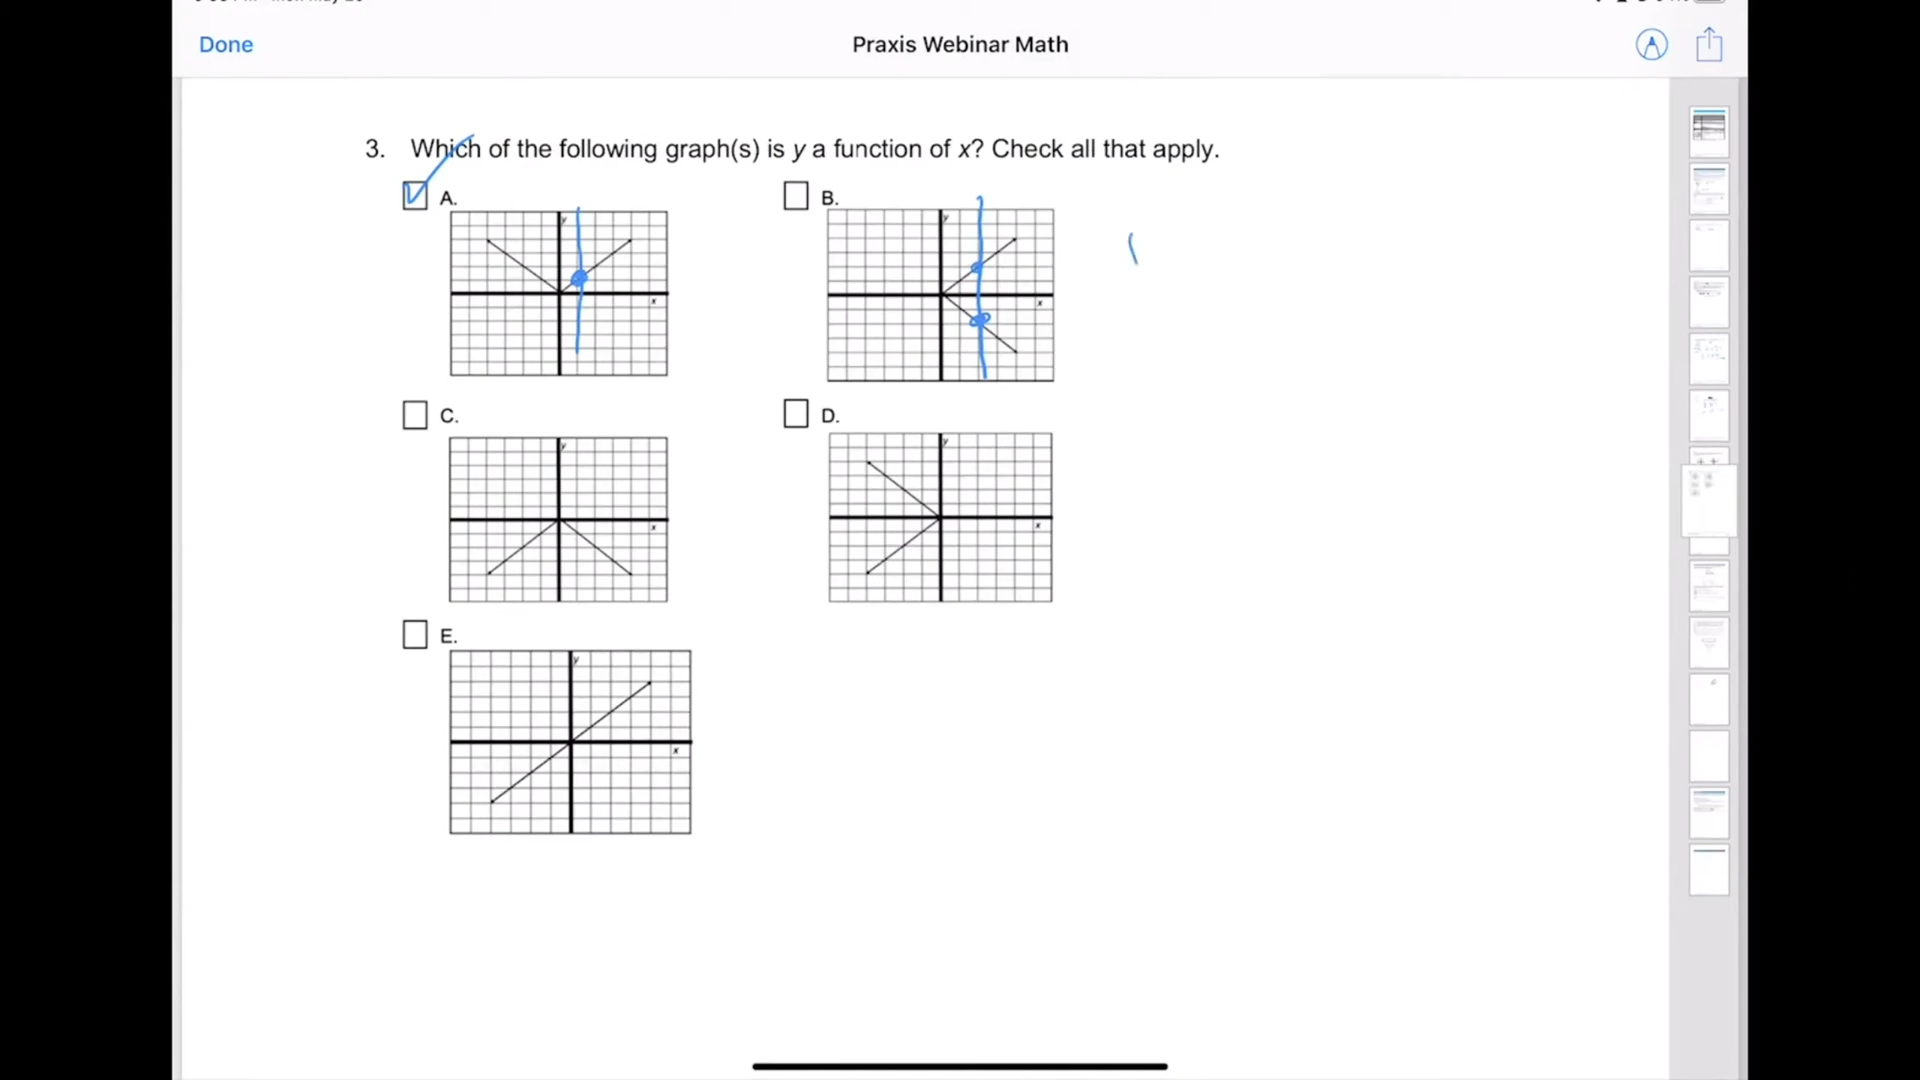 Done
Praxis Webinar Math
3. Which of the following graph(s) is y a function of x? Check all that apply.
A.
B.
y
x
y
x
C.
D.
y
x
y
x
E.
y
x